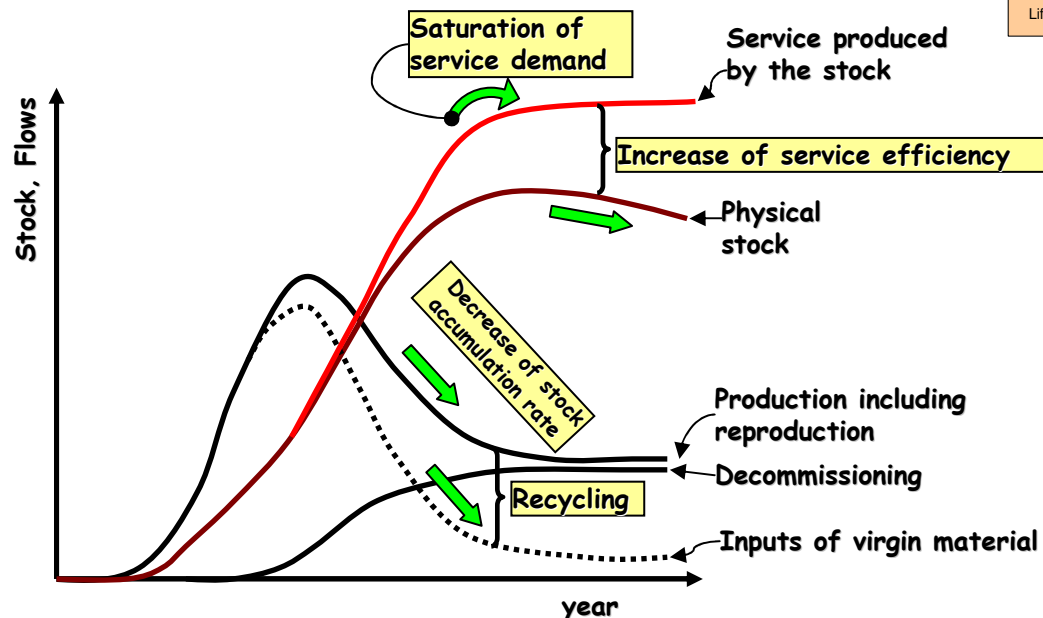 Lif
Saturation of
service demand
Service produced
by the stock
Increase of service efficiency
Stock, Flows
Physical
stock
Decrease of stock
accumulation rate
Production including
reproduction
Decommissioning
Recycling
Inputs of virgin material
year